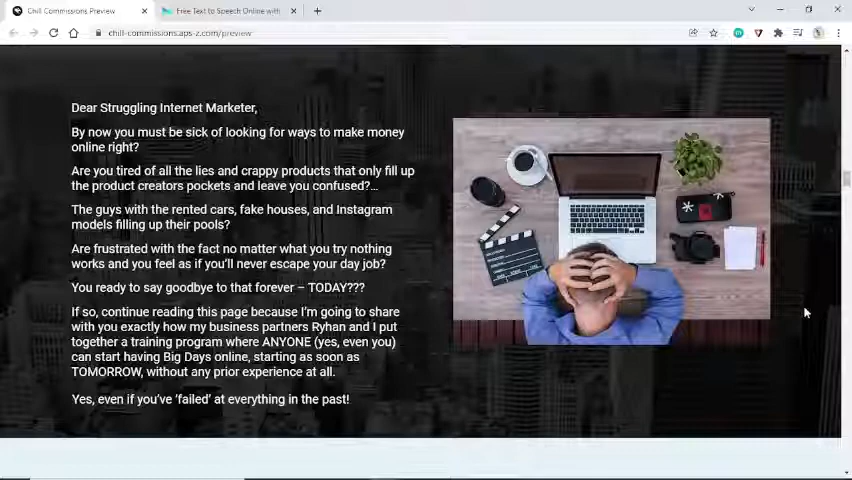 Chill Commissions Preview
Free Text to Speech Online with
chill-commissions.aps-z.com/preview
Dear Struggling Internet Marketer,
By now you must be sick of looking for ways to make money
online right?
Are you tired of all the lies and crappy products that only fill up
the product creators pockets and leave you confused?...
The guys with the rented cars, fake houses, and Instagram
models filling up their pools?
Are frustrated with the fact no matter what you try nothing
works and you feel as if you'll never escape your day job?
You ready to say goodbye to that forever – TODAY???
If so, continue reading this page because I'm going to share
with you exactly how my business partners Ryhan and I put
together a training program where ANYONE (yes, even you)
can start having Big Days online, starting as soon as
TOMORROW, without any prior experience at all.
Yes, even if you've 'failed' at everything in the past!